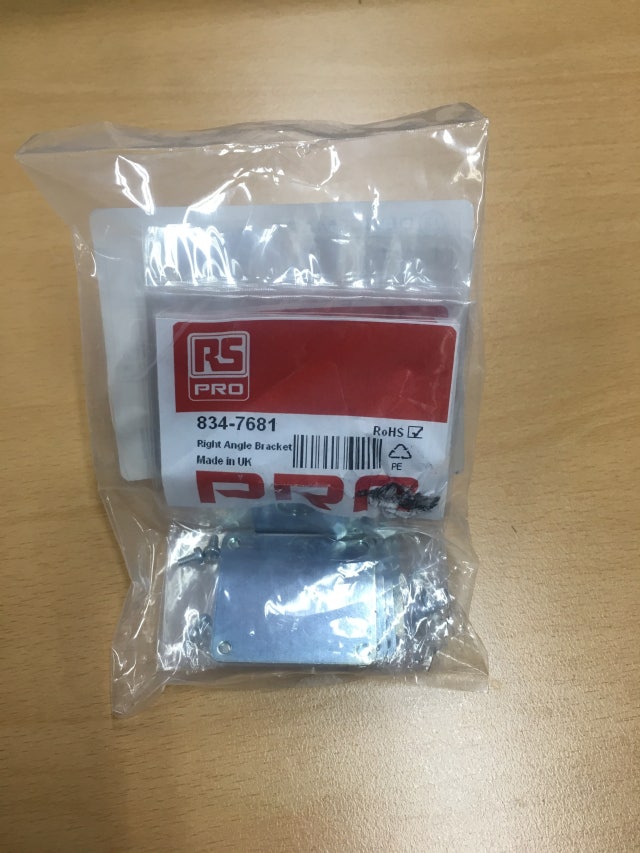 RS
PRO
834-7681
RoHS
Right Angle Bracket
PE
Made in UK
PRO